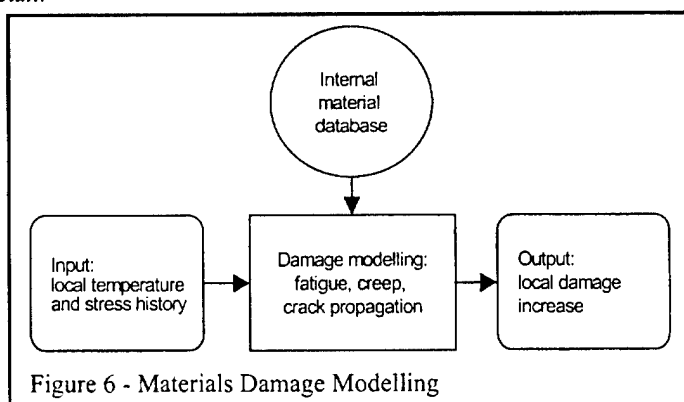 Internal
material
database
Input:
local temperature
and stress history
Damage modelling:
fatigue, creep,
crack propagation
Output:
local damage
increase
Figure 6 - Materials Damage Modelling